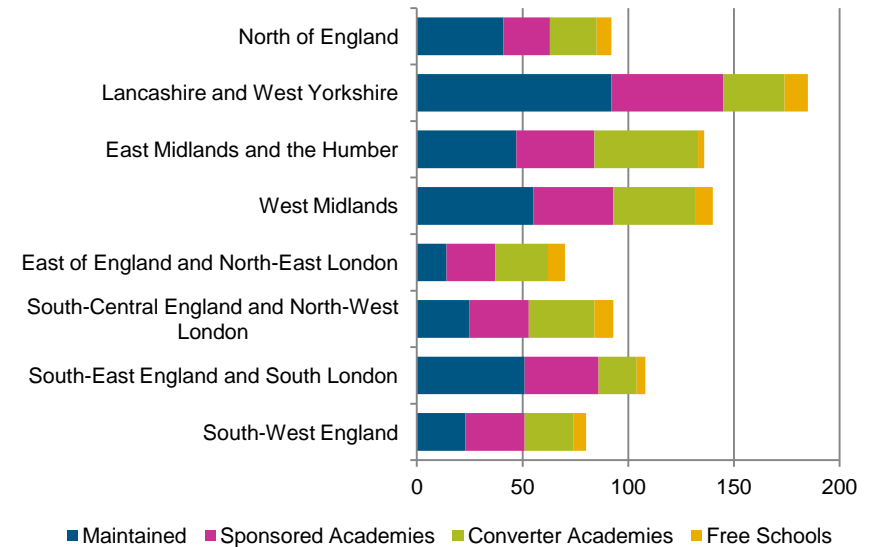 North of England
Lancashire and West Yorkshire
East Midlands and the Humber
West Midlands
East of England and North-East London
South-Central England and North-West
London
South-East England and South London
South-West England
0 50 100 150 200
Maintained Sponsored Academies Converter Academies Free Schools